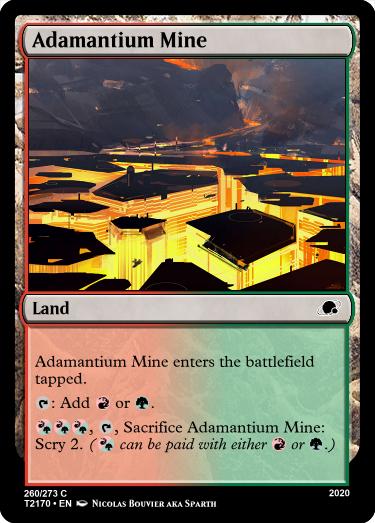 Adamantium Mine
Land
Adamantium Mine enters the battlefield
tapped.
: Add or .
, , Sacrifice Adamantium Mine:
Scry 2. ( can be paid with either or .)
260/273 C
2020
T2170 • EN Nicolas Bouvier aka Sparth